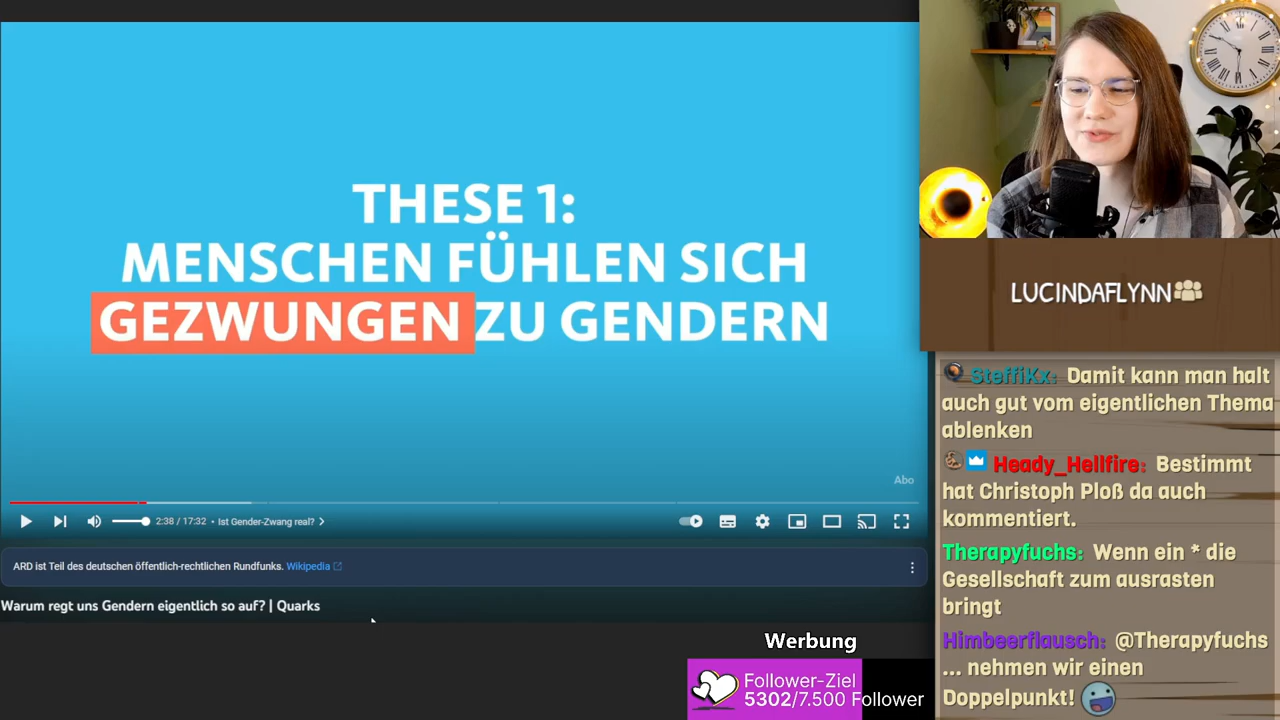 THESE 1:
MENSCHEN FÜHLEN SICH
GEZWUNGEN ZU GENDERN
Abo
2:38 / 17:32 • Ist Gender-Zwang real?
ARD ist Teil des deutschen öffentlich-rechtlichen Rundfunks. Wikipedia
Warum regt uns Gendern eigentlich so auf? | Quarks
Werbung
Follower-Ziel
5302/7.500 Follower
LUCINDAFLYNN
SteffiKx: Damit kann man halt
auch gut vom eigentlichen Thema
ablenken
Heady_Hellfire: Bestimmt
hat Christoph Ploß da auch
kommentiert.
Therapyfuchs: Wenn ein * die
Gesellschaft zum ausrasten
bringt
Himbeerflausch: @Therapyfuchs
... nehmen wir einen
Doppelpunkt!